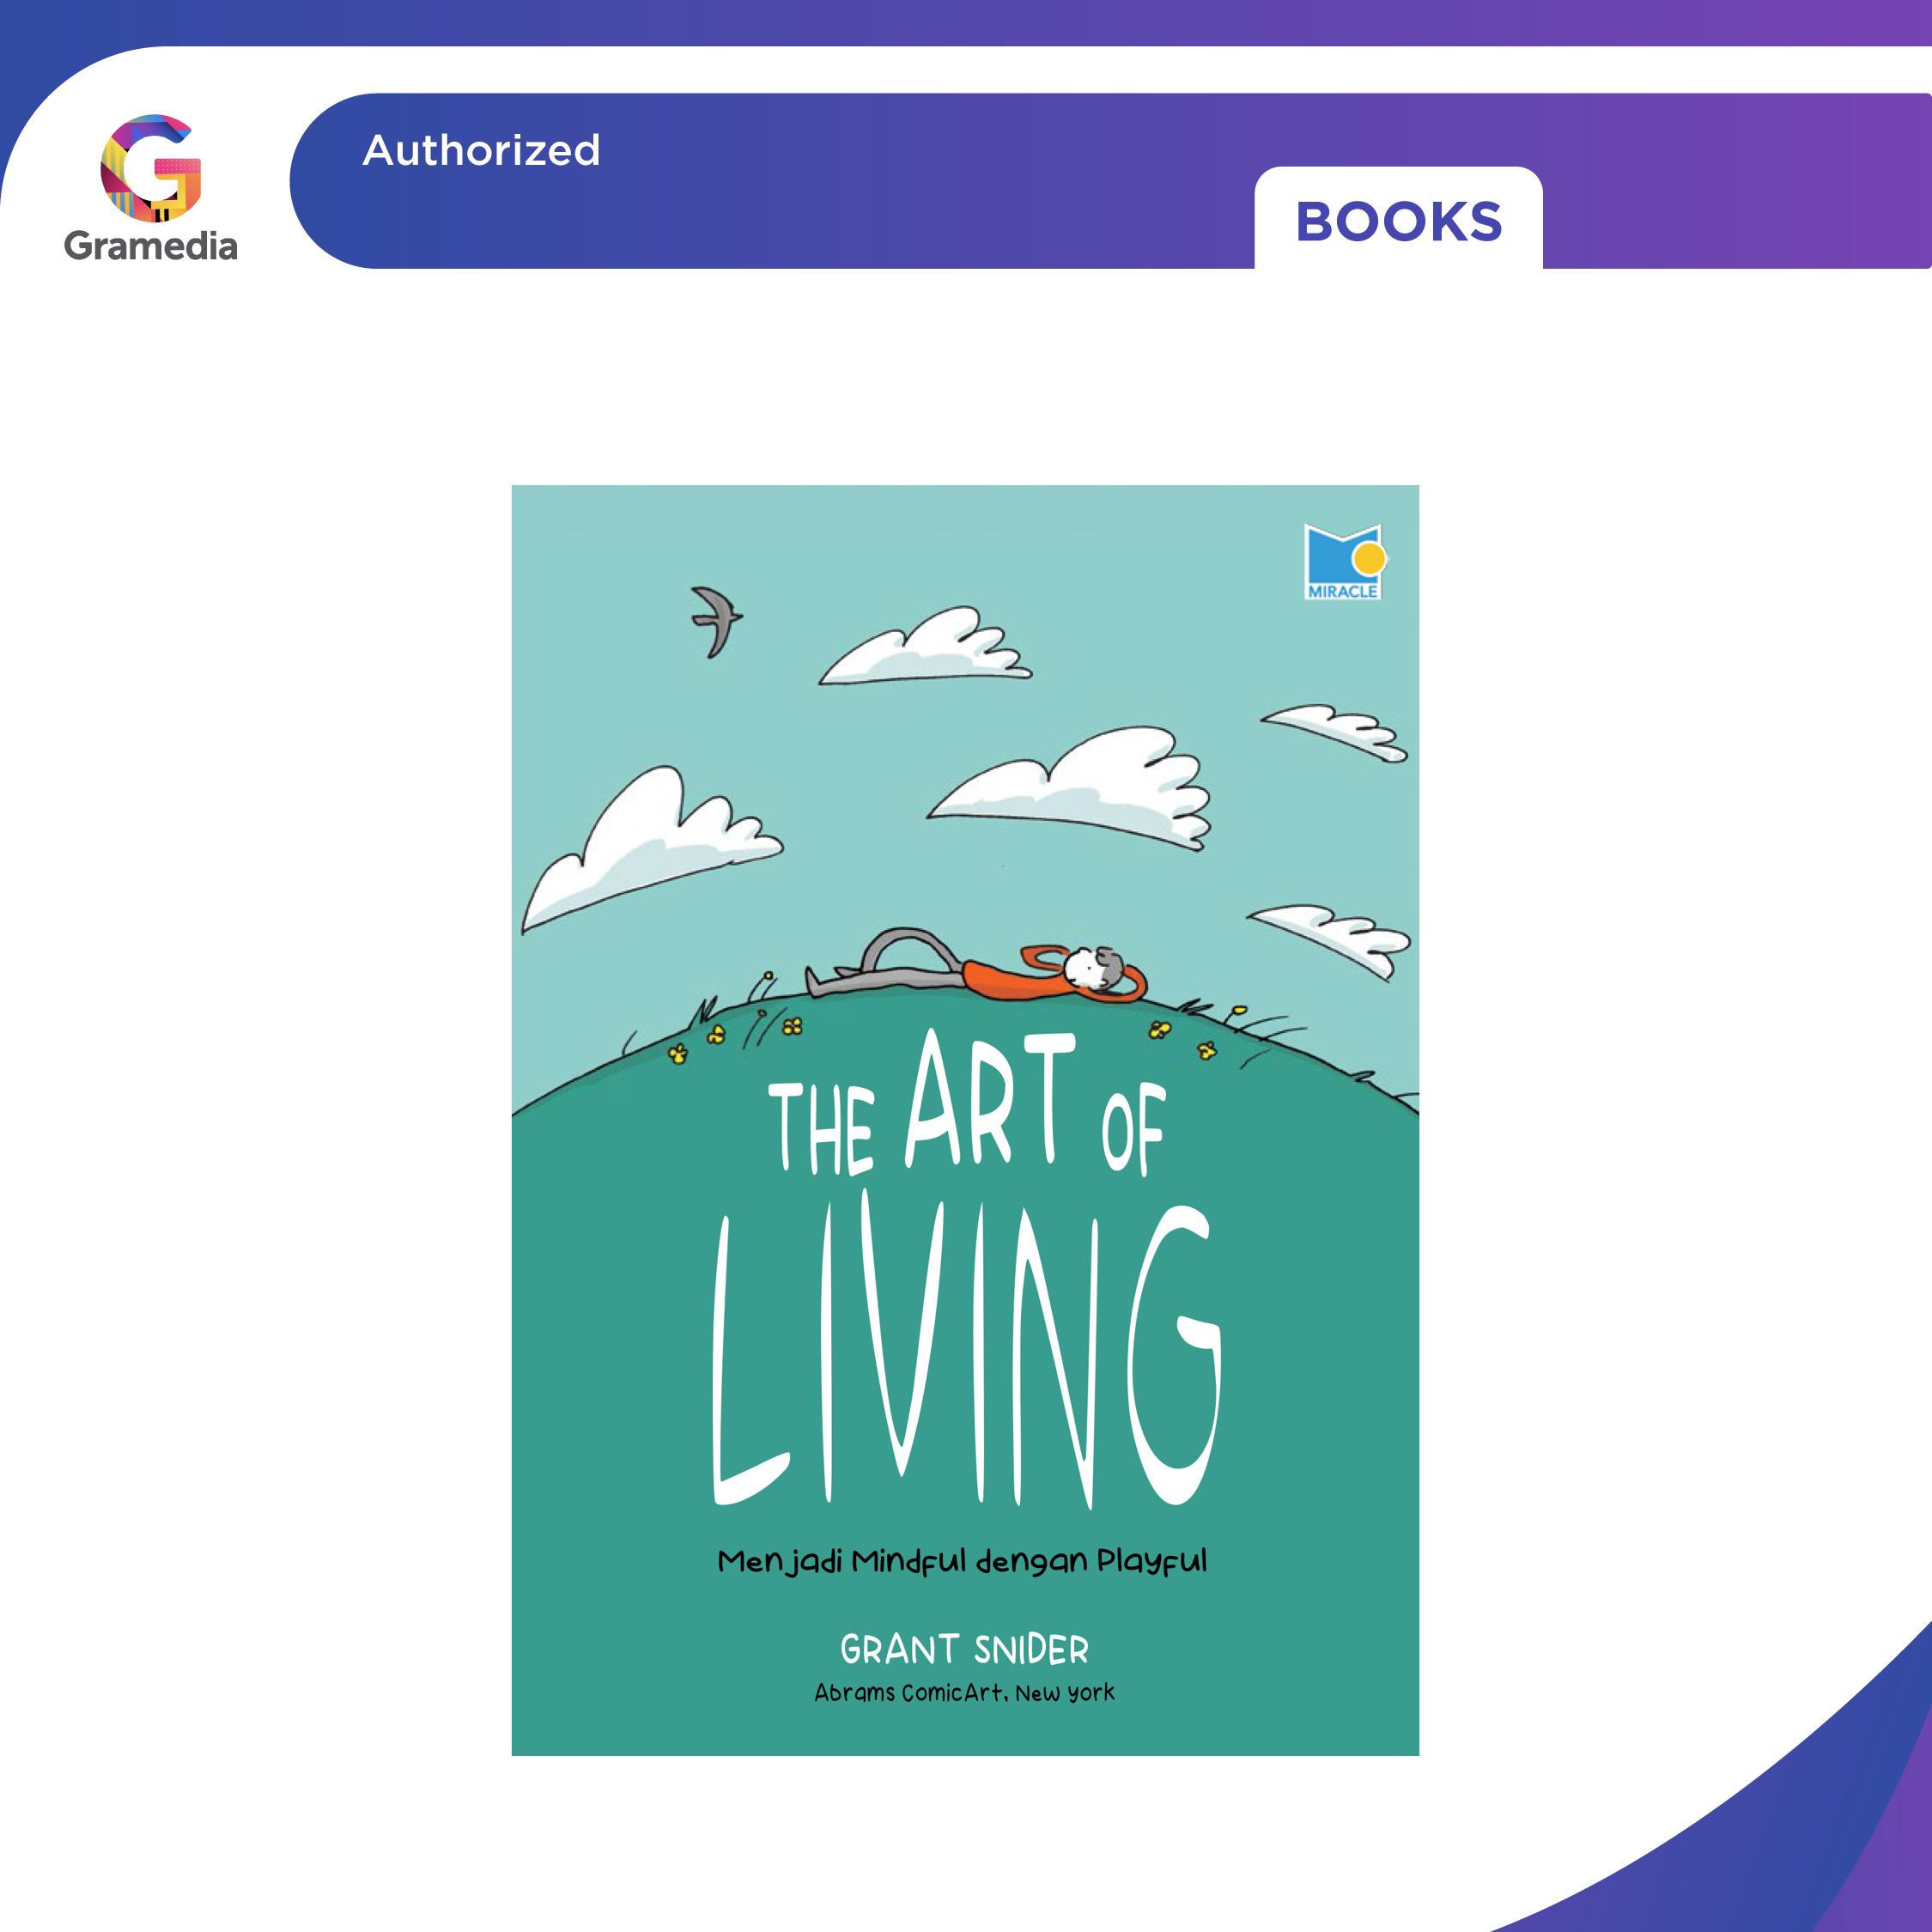 Authorized
Gramedia
BOOKS
MIRACLE
THE ART OF
LIVING
Menjadi Mindful dengan Playful
GRANT SNIDER
Abrams ComicArt, New york